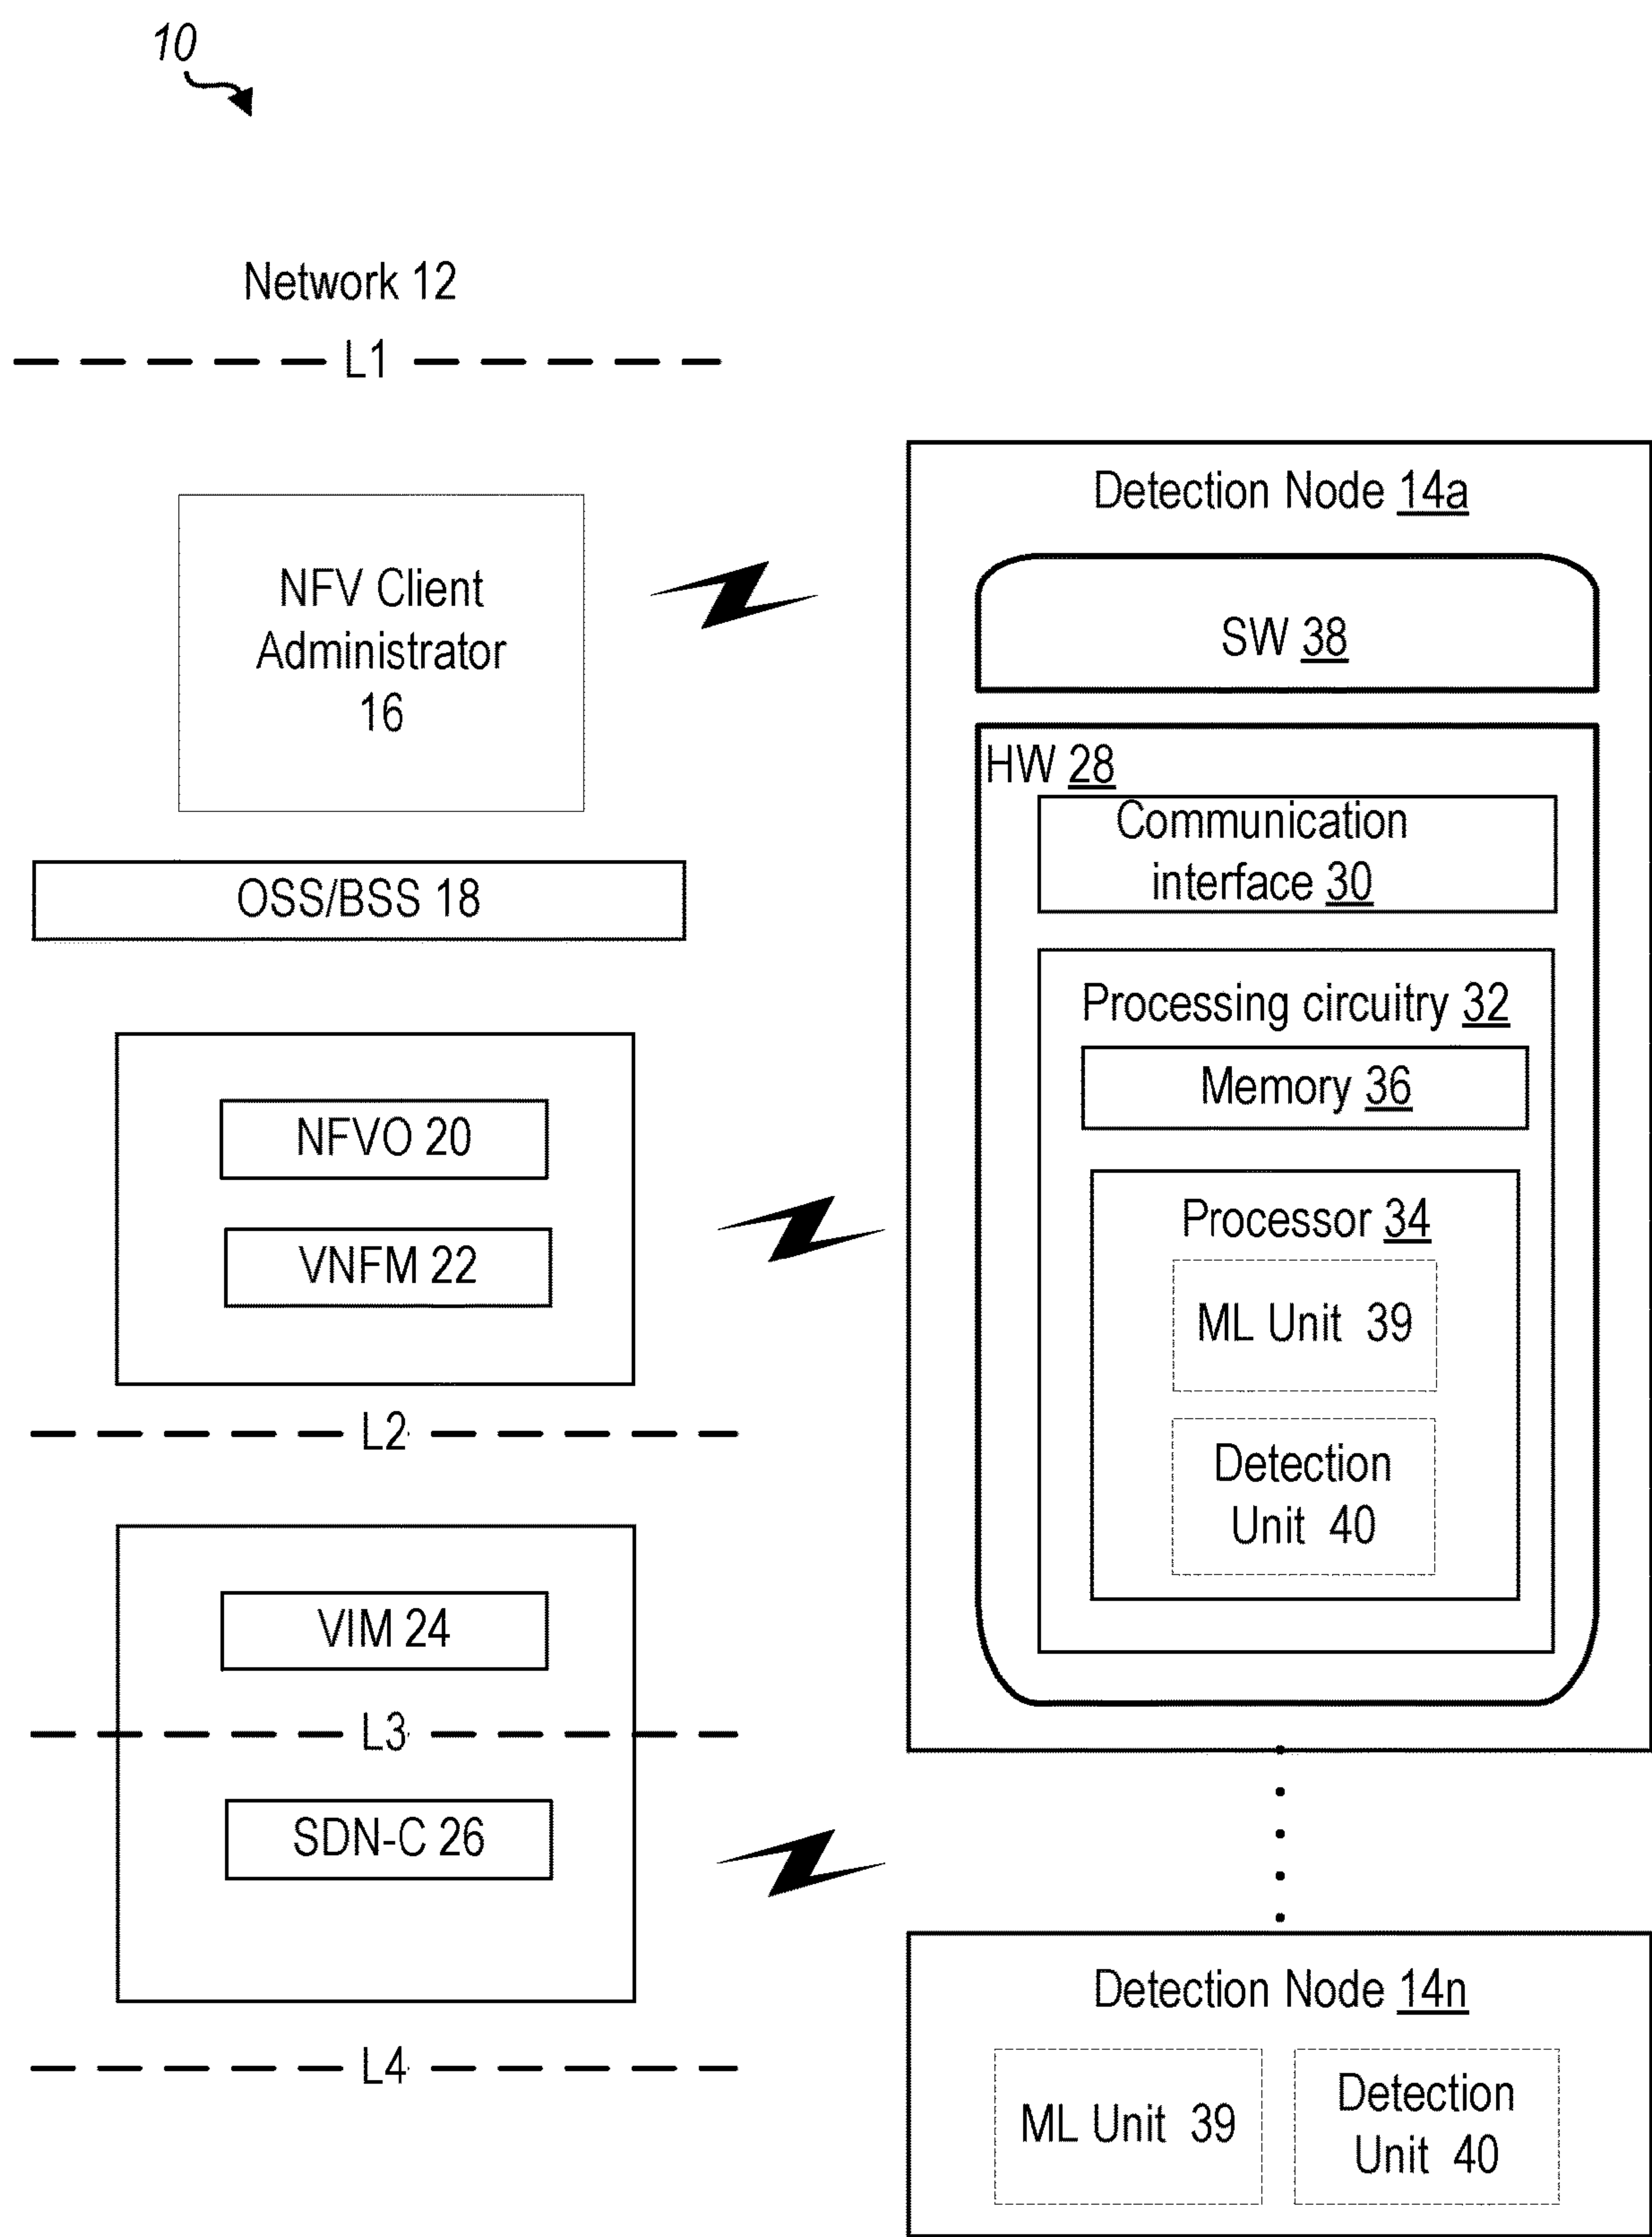 10
Network 12
L1
NFV Client
Administrator
16
OSS/BSS 18
NFVO 20
VNFM 22
L2
VIM 24
L3
SDN-C 26
L4
Detection Node 14a
SW 38
HW 28
Communication
interface 30
Processing circuitry 32
Memory 36
Processor 34
ML Unit 39
Detection
Unit 40
Detection Node 14n
ML Unit 39
Detection
Unit 40